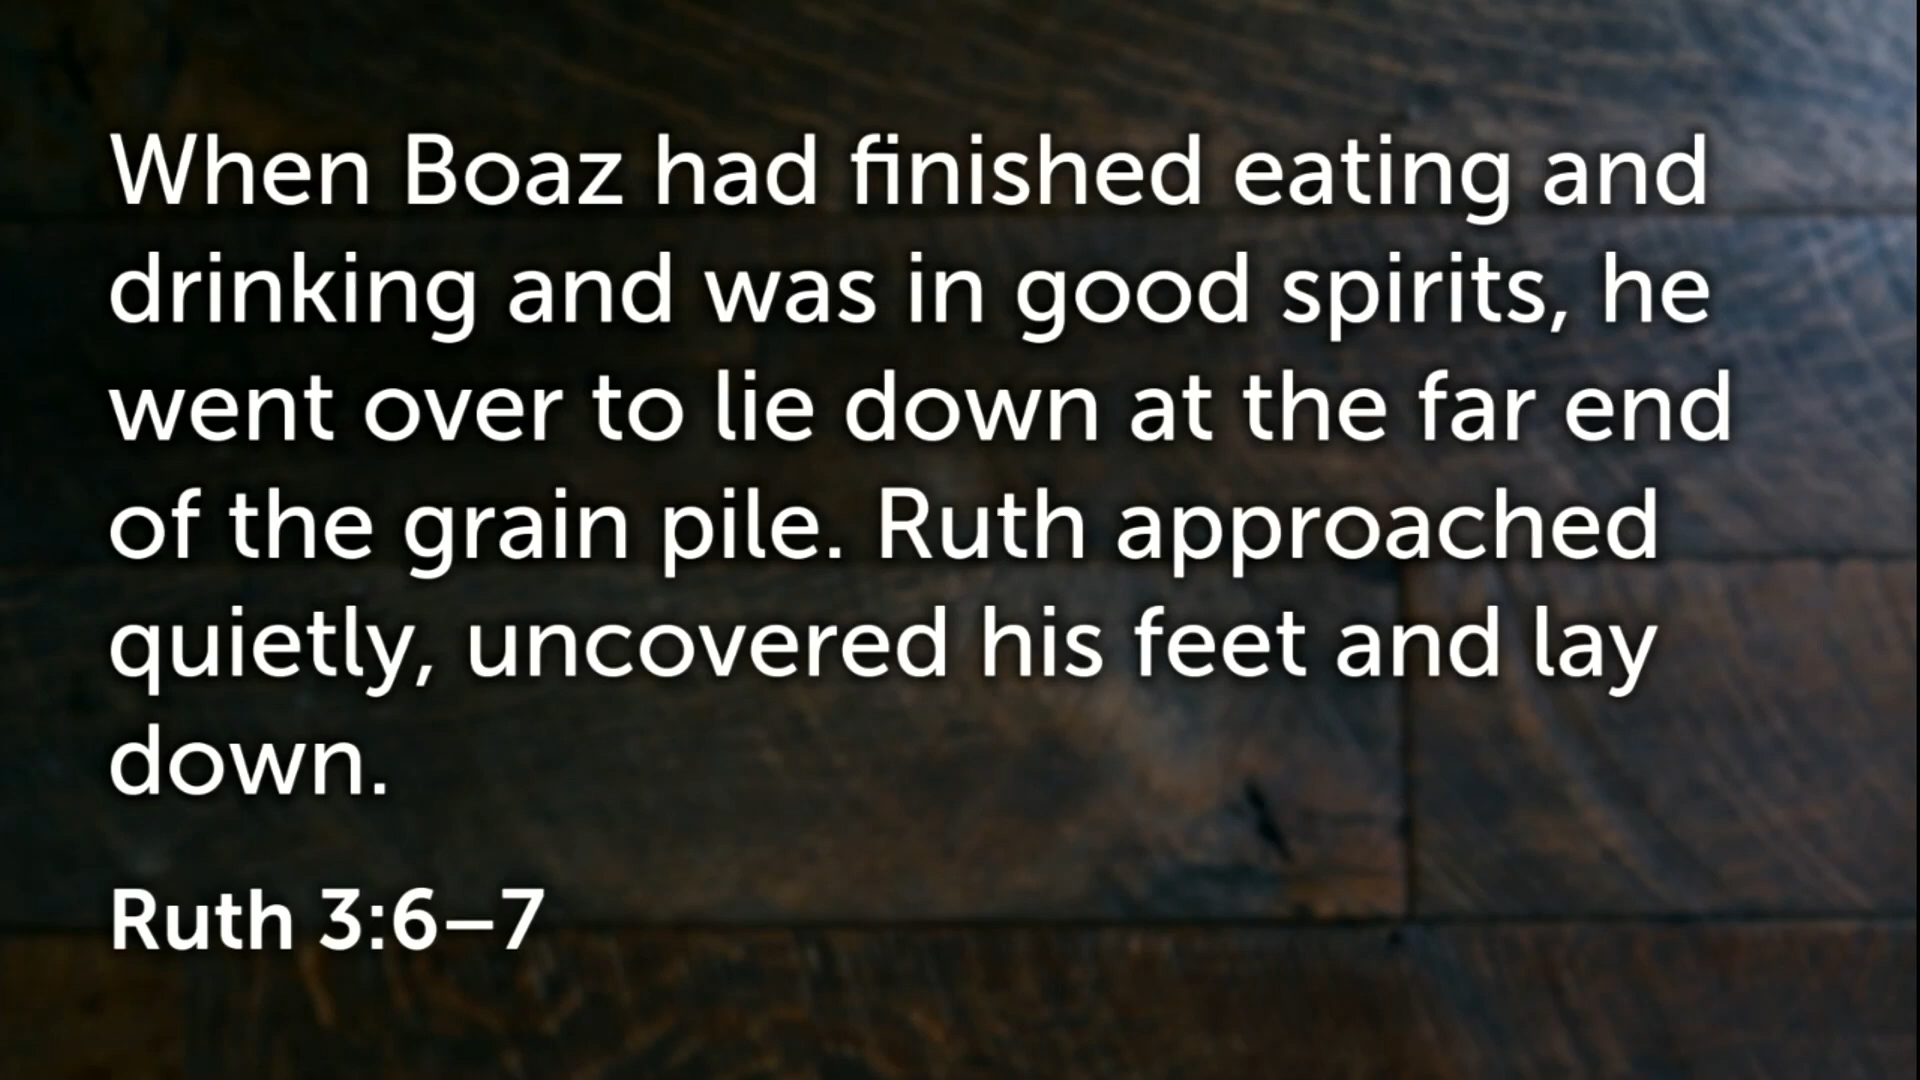 When Boaz had finished eating and
drinking and was in good spirits, he
went over to lie down at the far end
of the grain pile. Ruth approached
quietly, uncovered his feet and lay
down.
Ruth 3:6–7